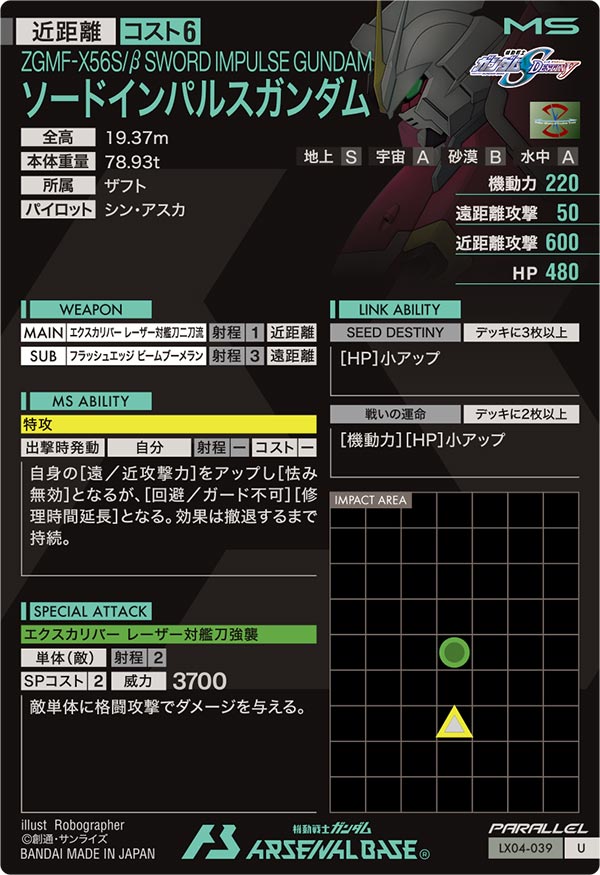 近距離 コスト6
MS
ZGMF-X56S/β SWORD IMPULSE GUNDAM
ソードインパルスガンダム
機動戦士ガンダム SEED DESTINY
全高 19.37m
本体重量 78.93t
所属 ザフト
パイロット シン・アスカ
地上 S 宇宙 A 砂漠 B 水中 A
機動力 220
遠距離攻撃 50
近距離攻撃 600
HP 480
WEAPON
MAIN エクスカリバー レーザー対艦刀二刀流 射程 1 近距離
SUB フラッシュエッジ ビームブーメラン 射程 3 遠距離
MS ABILITY
特攻
出撃時発動 自分 射程 ー コスト ー
自身の[遠／近攻撃力]をアップし[怯み
無効]となるが、[回避／ガード不可][修
理時間延長]となる。効果は撤退するまで
持続。
SPECIAL ATTACK
エクスカリバー レーザー対艦刀強襲
単体(敵) 射程 2
SPコスト 2 威力 3700
敵単体に格闘攻撃でダメージを与える。
LINK ABILITY
SEED DESTINY デッキに3枚以上
[HP]小アップ
戦いの運命 デッキに2枚以上
[機動力][HP]小アップ
IMPACT AREA
illust Robographer
©創通・サンライズ
BANDAI MADE IN JAPAN
機動戦士ガンダム
AB ARSENAL BASE®
PARALLEL
LX04-039 U